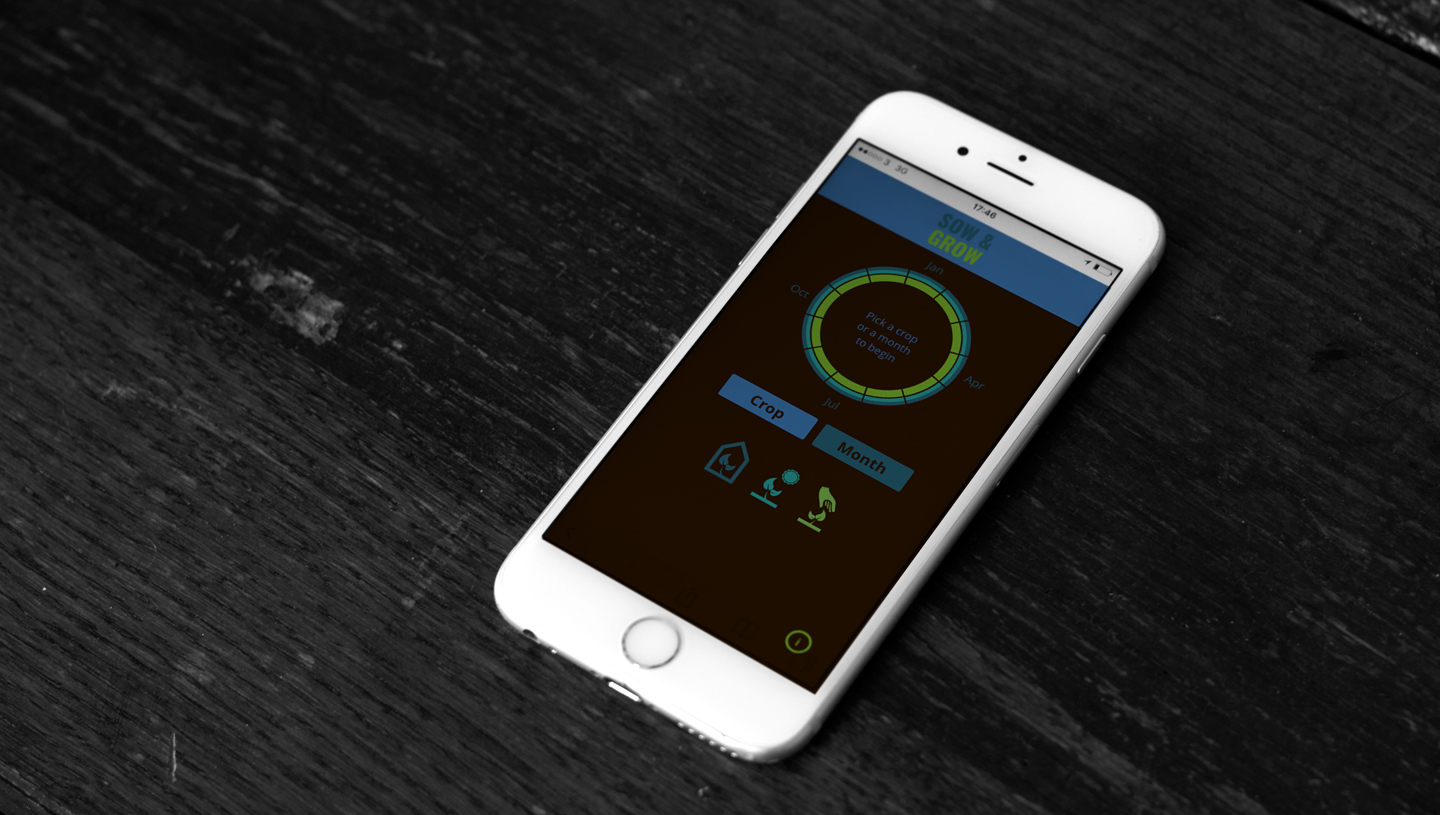 3 3G
17:46
SOW &
GROW
Jan
Oct
Pick a crop
or a month
to begin
Apr
Jul
Crop
Month
i